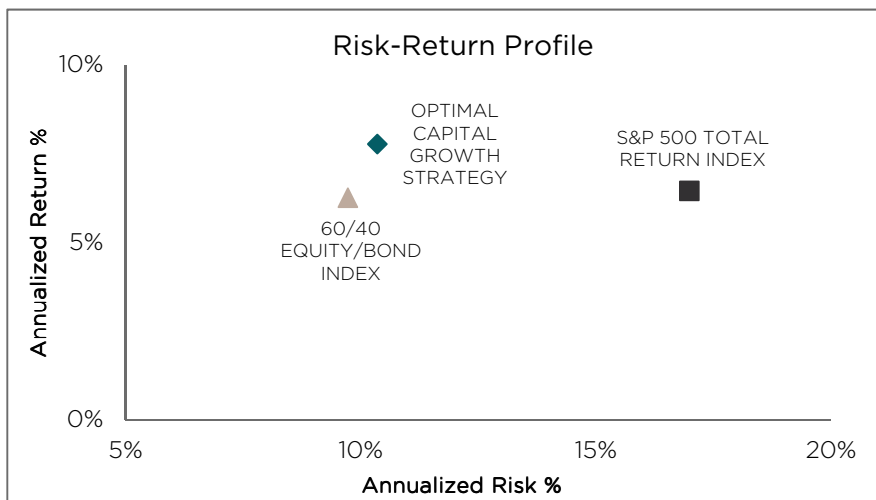 Risk-Return Profile
10%
OPTIMAL
CAPITAL
GROWTH
STRATEGY
S&P 500 TOTAL
RETURN INDEX
Annualized Return %
5%
60/40
EQUITY/BOND
INDEX
0%
5%
10%
15%
20%
Annualized Risk %